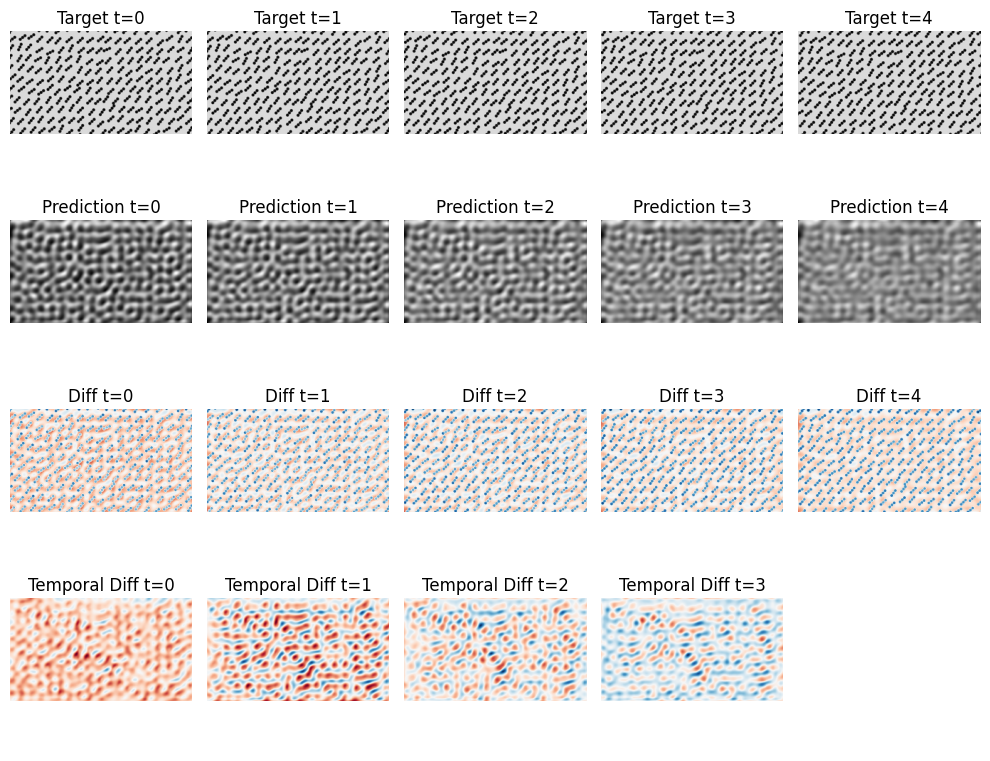 Target t=0 Target t=1 Target t=2 Target t=3 Target t=4
Prediction t=0 Prediction t=1 Prediction t=2 Prediction t=3 Prediction t=4
Diff t=0 Diff t=1 Diff t=2 Diff t=3 Diff t=4
Temporal Diff t=0 Temporal Diff t=1 Temporal Diff t=2 Temporal Diff t=3